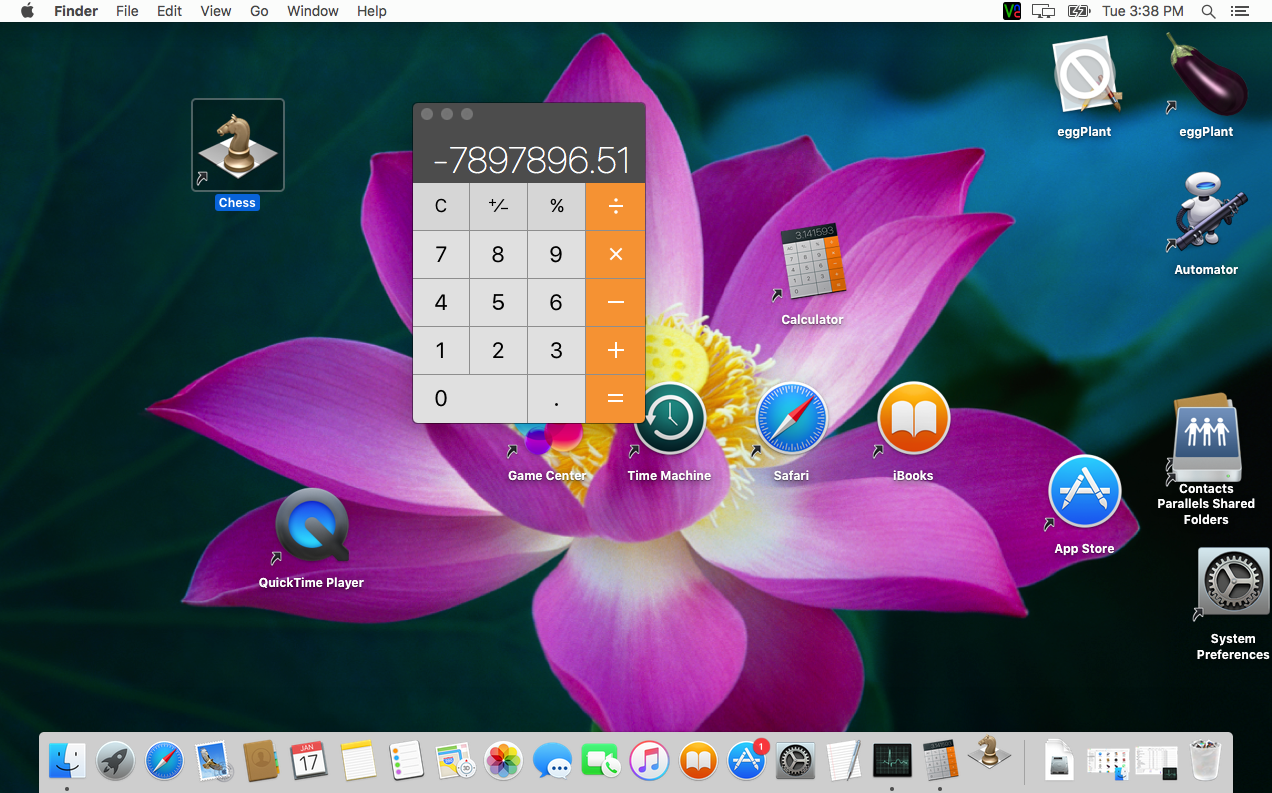 Finder File Edit View Go Window Help Tue 3:38 PM
eggPlant
eggPlant
Chess
-7897896.51
C +/− % ÷
7 8 9 ×
4 5 6 −
1 2 3 +
0 . =
3.141593
Calculator
Automator
Game Center
Time Machine
Safari
iBooks
Contacts
Parallels Shared
Folders
App Store
QuickTime Player
System
Preferences
JAN
17
3D
1